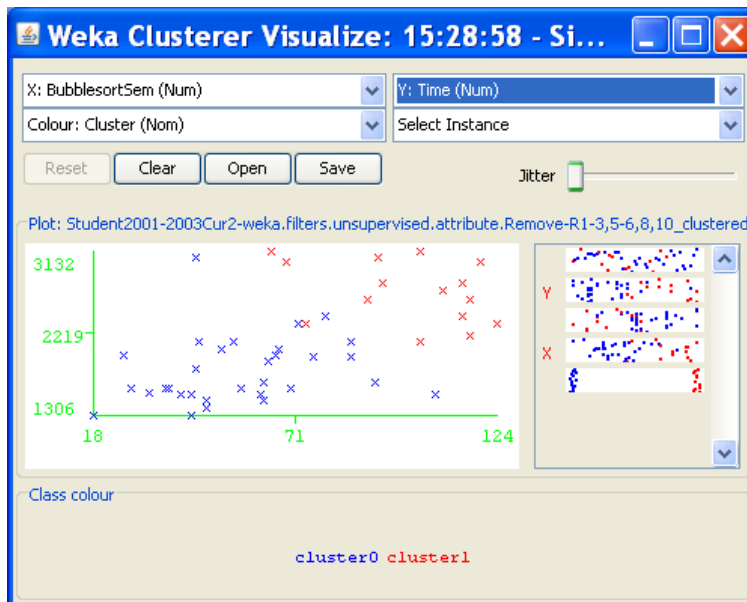 Weka Clusterer Visualize: 15:28:58 - Si...
X: BubblesortSem (Num)
Y: Time (Num)
Colour: Cluster (Nom)
Select Instance
Reset
Clear
Open
Save
Jitter
Plot: Student2001-2003Cur2-weka.filters.unsupervised.attribute.Remove-R1-3,5-6,8,10_clustered
3132
2219
1306
18
71
124
Y
X
Class colour
cluster0 cluster1